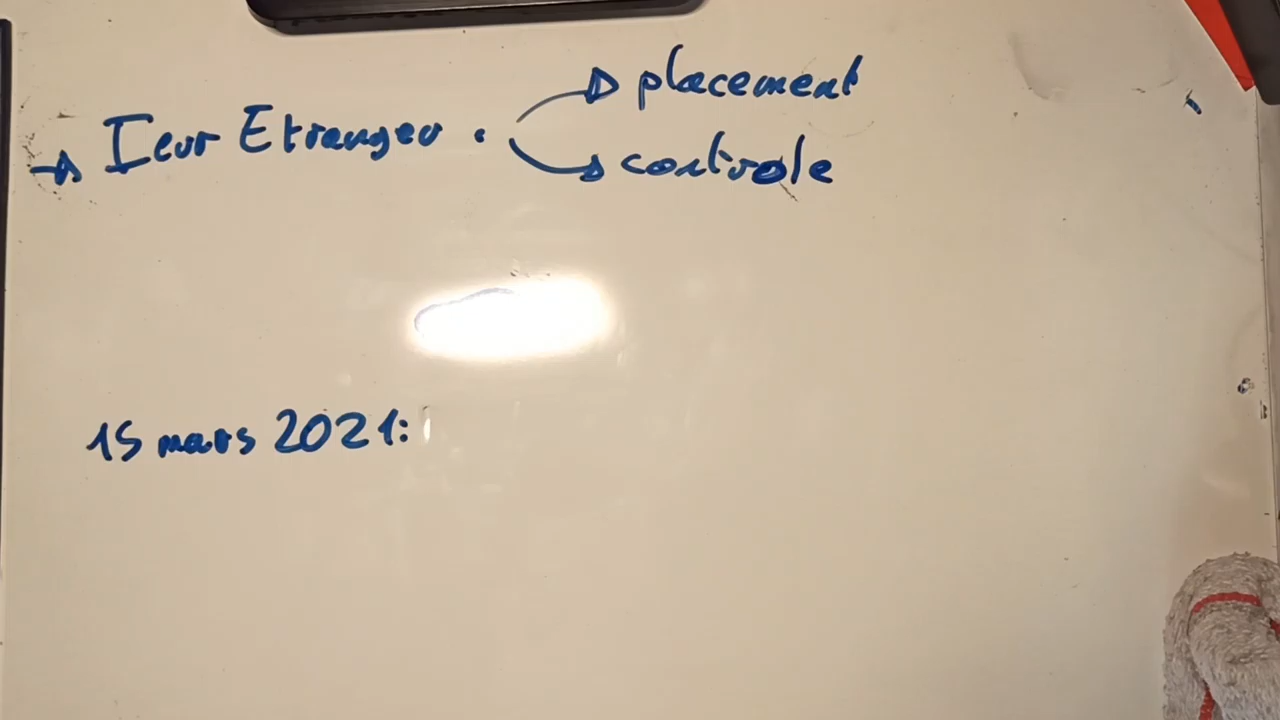 → Ieur Etranger . → placement
→ controle
15 mars 2021: